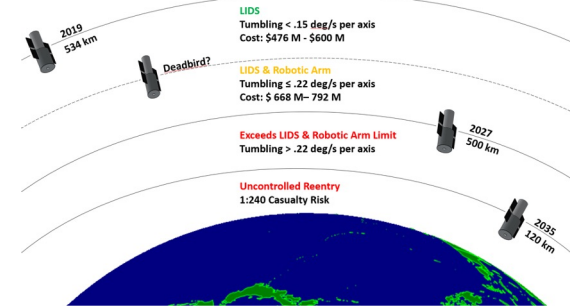 LIDS
Tumbling < .15 deg/s per axis
Cost: $476 M - $600 M
2019
534 km
Deadbird?
LIDS & Robotic Arm
Tumbling ≤ .22 deg/s per axis
Cost: $ 668 M– 792 M
Exceeds LIDS & Robotic Arm Limit
Tumbling > .22 deg/s per axis
2027
500 km
Uncontrolled Reentry
1:240 Casualty Risk
2035
120 km